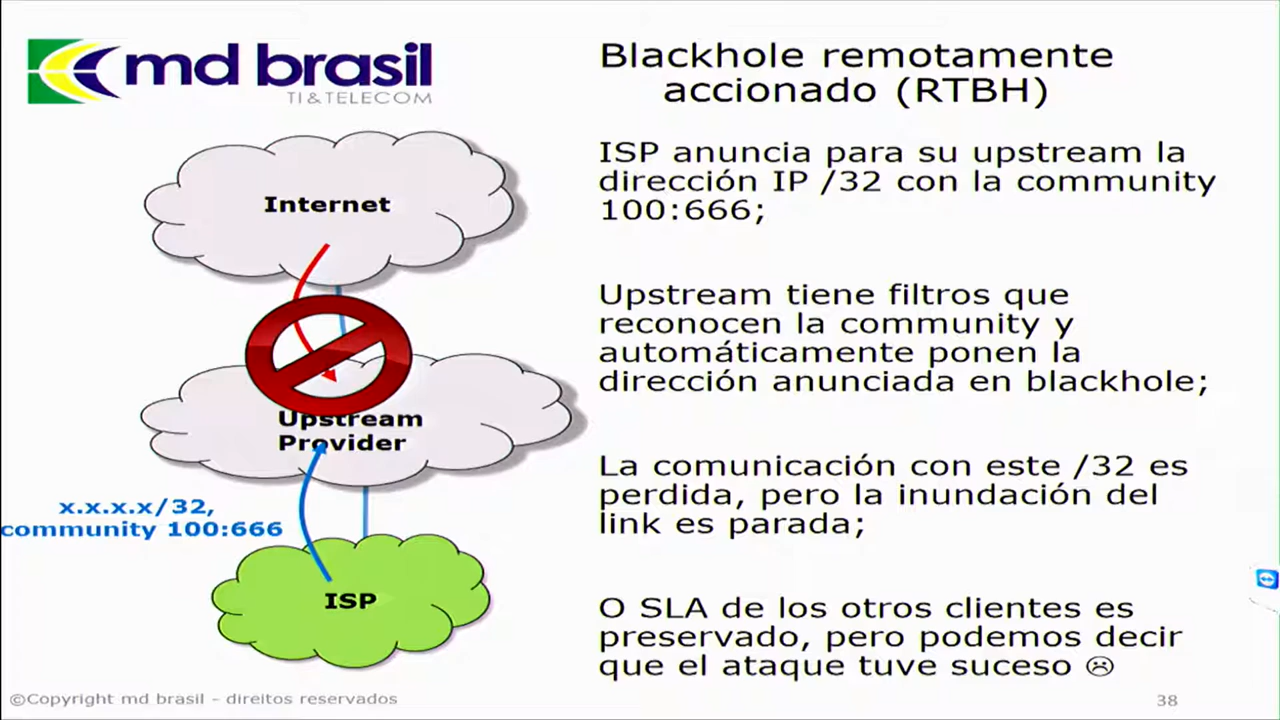 md brasil
TI & TELECOM
Blackhole remotamente
accionado (RTBH)
Internet
Upstream
Provider
x.x.x.x/32,
community 100:666
ISP
ISP anuncia para su upstream la
dirección IP /32 con la community
100:666;
Upstream tiene filtros que
reconocen la community y
automáticamente ponen la
dirección anunciada en blackhole;
La comunicación con este /32 es
perdida, pero la inundación del
link es parada;
O SLA de los otros clientes es
preservado, pero podemos decir
que el ataque tuve suceso ☹
©Copyright md brasil - direitos reservados
38